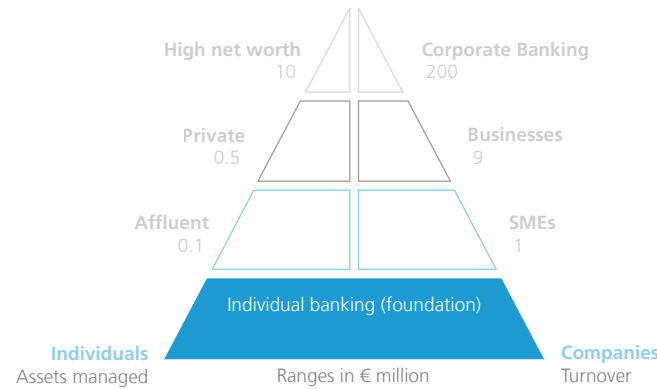 High net worth
10
Corporate Banking
200
Private
0.5
Businesses
9
Affluent
0.1
SMEs
1
Individual banking (foundation)
Individuals
Assets managed
Ranges in € million
Companies
Turnover